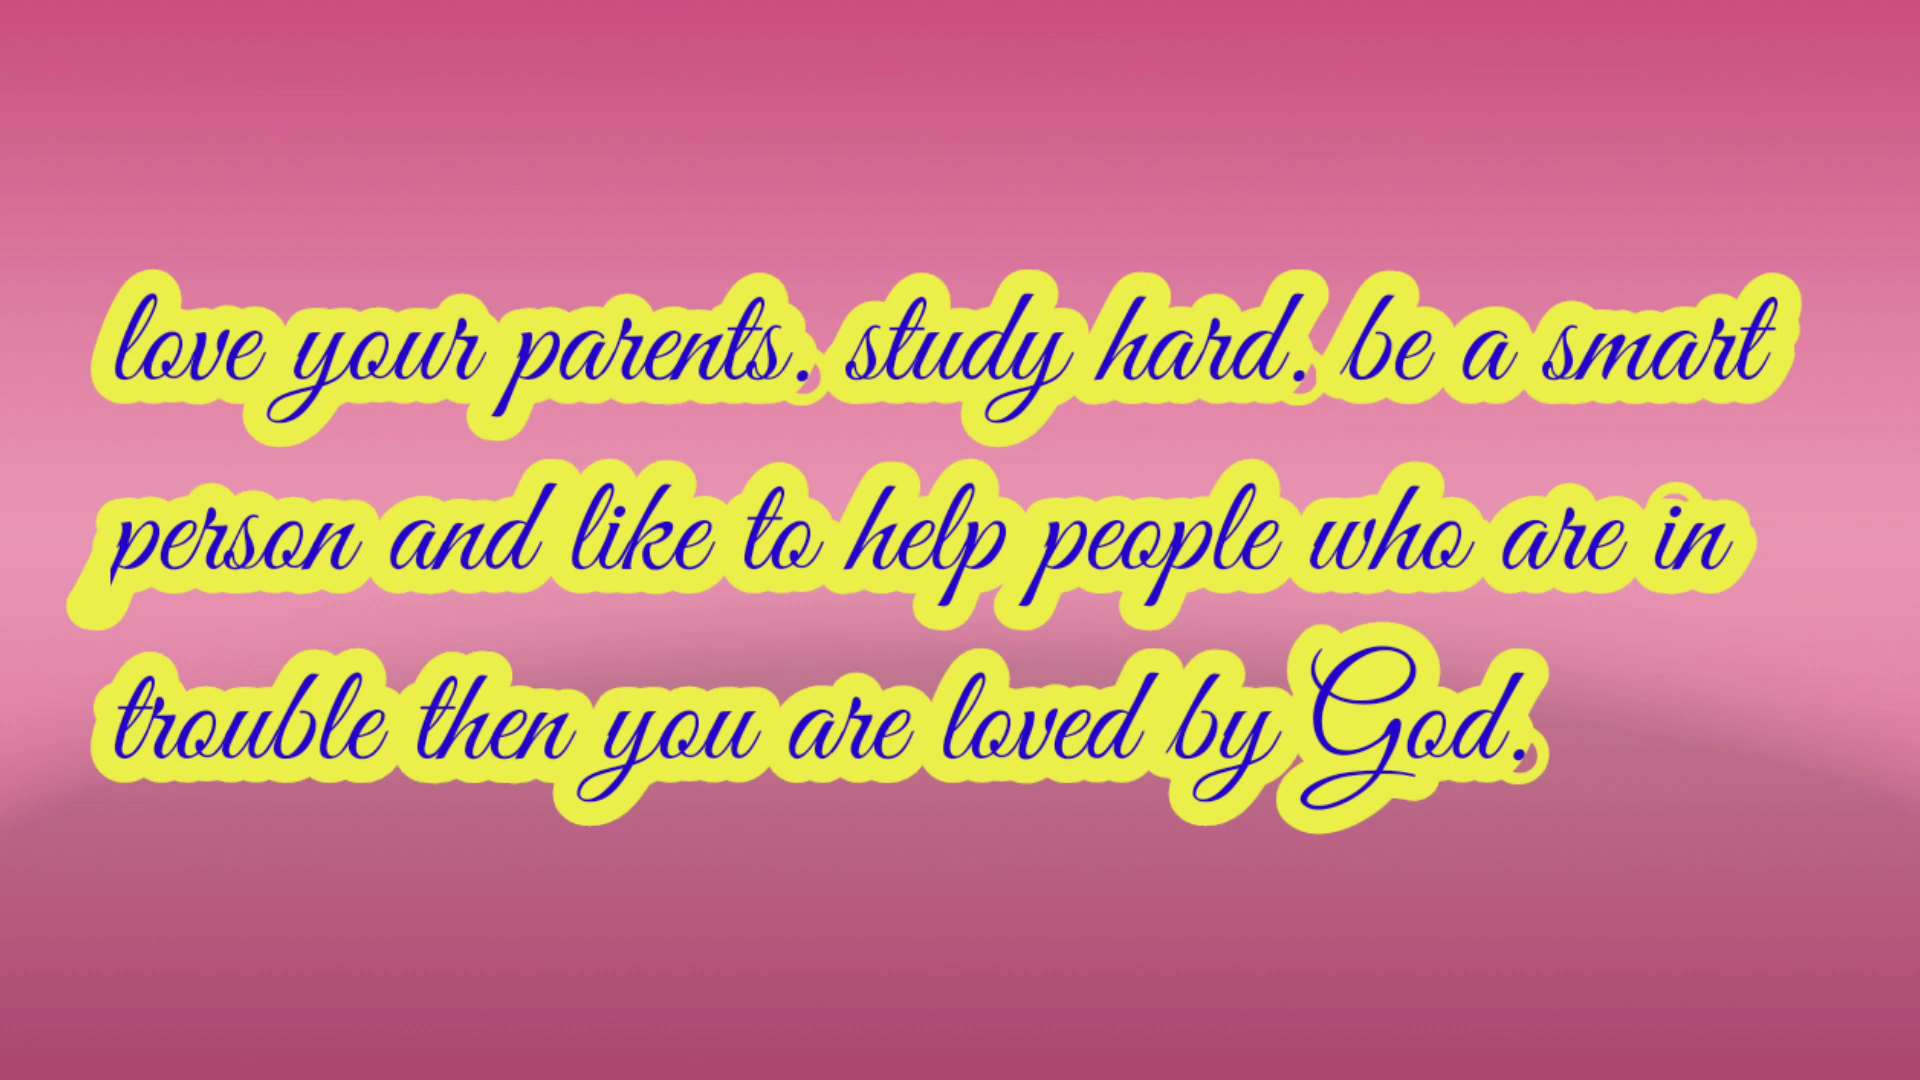 love your parents. study hard. be a smart
person and like to help people who are in
trouble then you are loved by God.